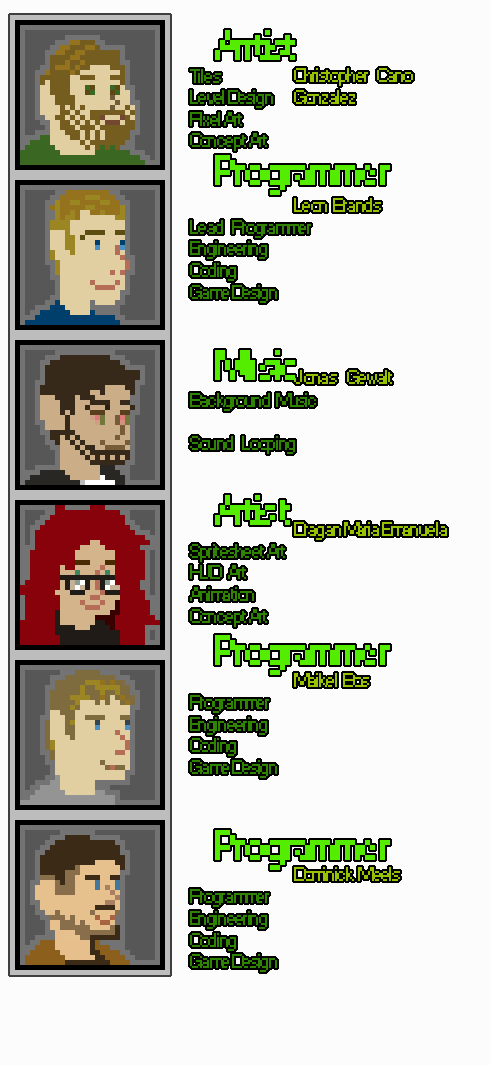 Artist
Tiles Christopher Cano
Level Design Gonzalez
Pixel Art
Concept Art
Programmer
Leon Brands
Lead Programmer
Engineering
Coding
Game Design
Music
Jonas Gewalt
Background Music
Sound Looping
Artist
Dragan Maria Emanuela
Spritesheet Art
HUD Art
Animation
Concept Art
Programmer
Maikel Bos
Programmer
Engineering
Coding
Game Design
Programmer
Dominick Meels
Programmer
Engineering
Coding
Game Design